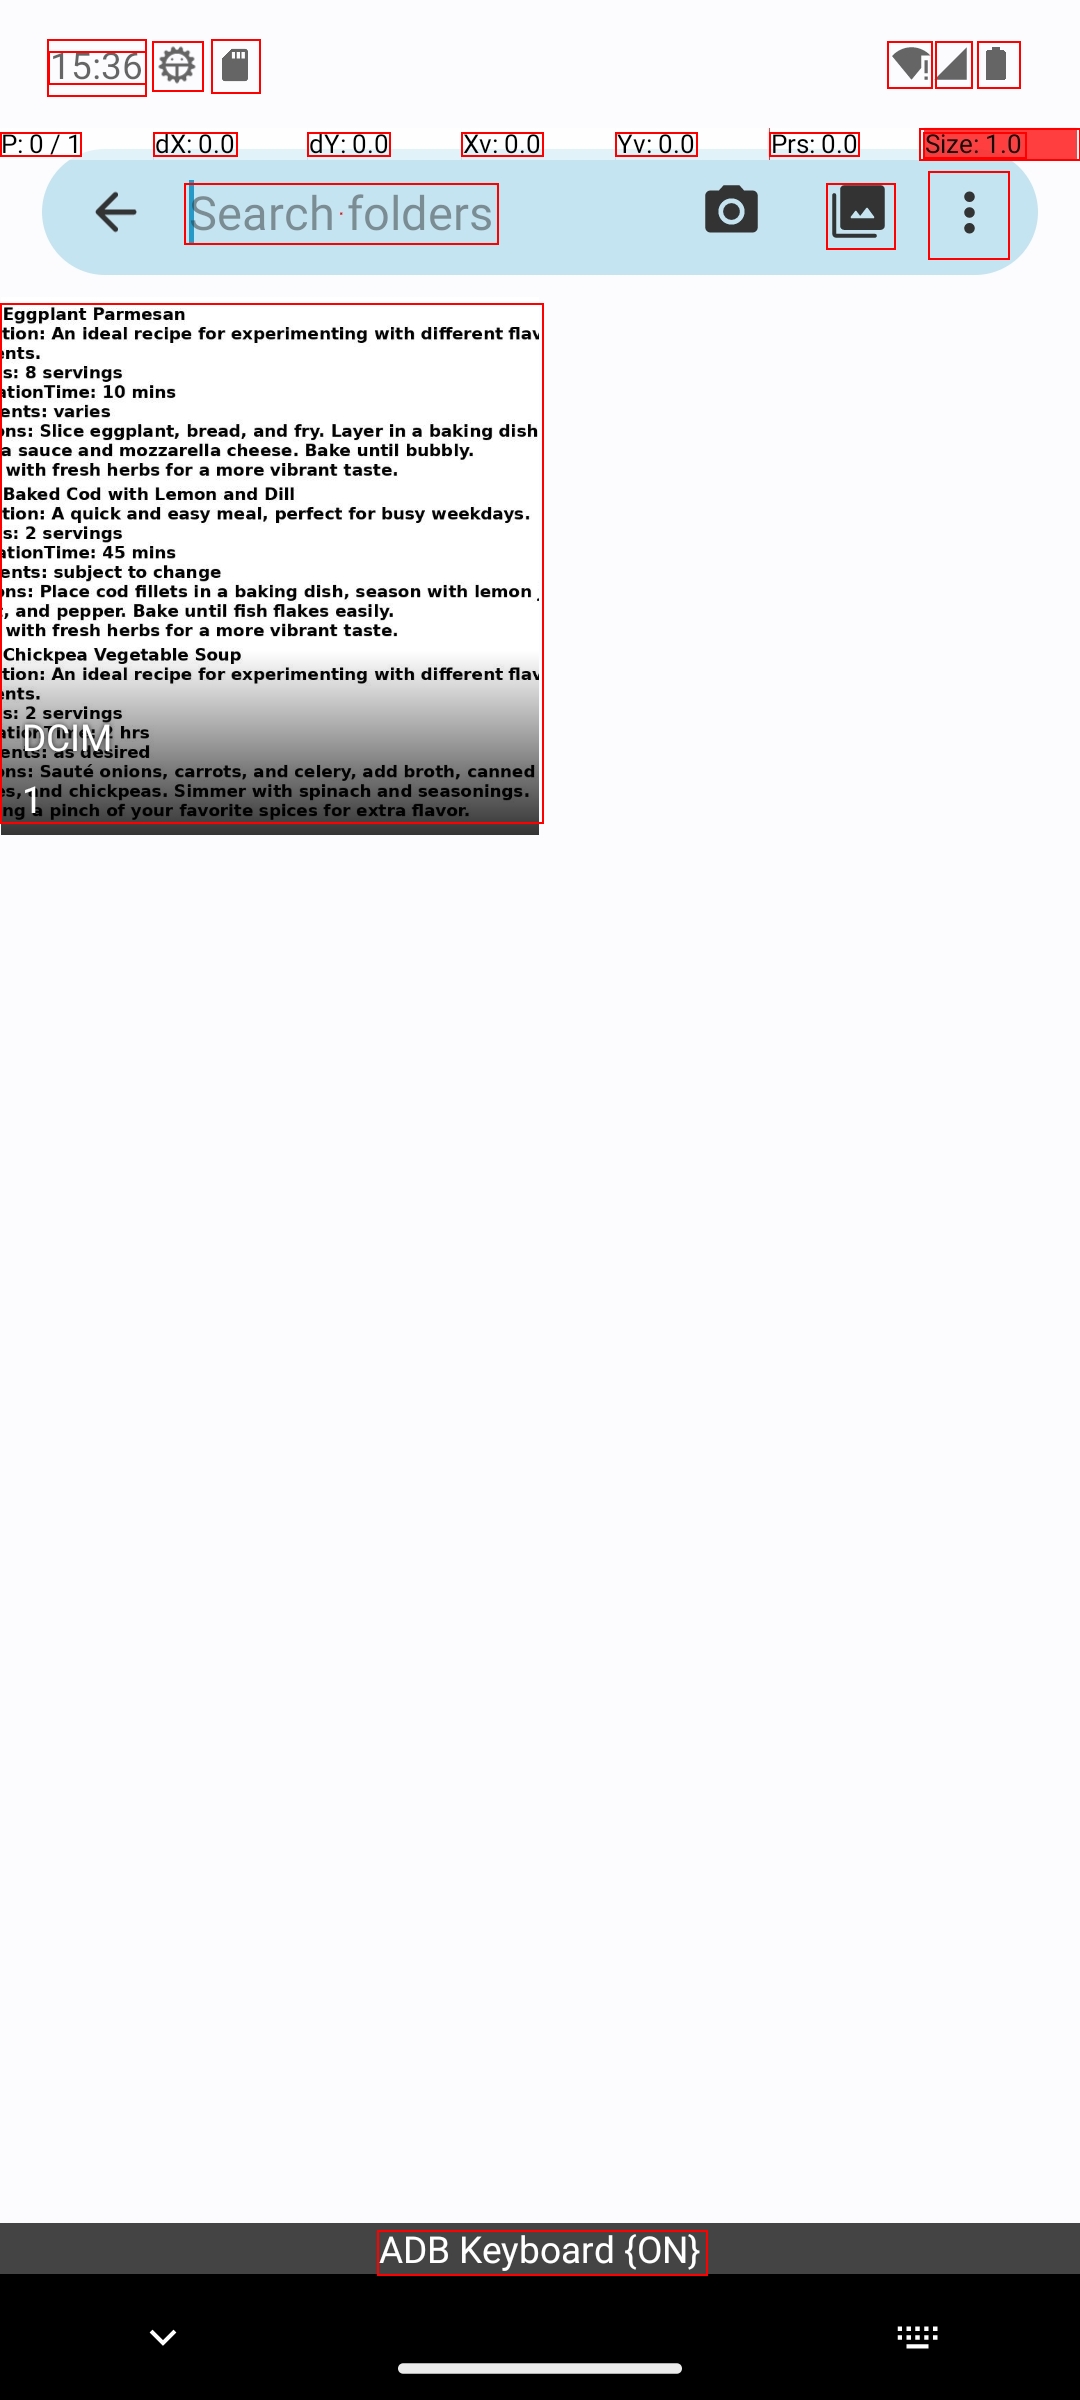 15:36
P: 0 / 1
dX: 0.0
dY: 0.0
Xv: 0.0
Yv: 0.0
Prs: 0.0
Size: 1.0
Search folders
Eggplant Parmesan
tion: An ideal recipe for experimenting with different flav
ents.
s: 8 servings
ationTime: 10 mins
ents: varies
ons: Slice eggplant, bread, and fry. Layer in a baking dish
a sauce and mozzarella cheese. Bake until bubbly.
with fresh herbs for a more vibrant taste.
Baked Cod with Lemon and Dill
tion: A quick and easy meal, perfect for busy weekdays.
s: 2 servings
ationTime: 45 mins
ents: subject to change
ons: Place cod fillets in a baking dish, season with lemon
, and pepper. Bake until fish flakes easily.
with fresh herbs for a more vibrant taste.
Chickpea Vegetable Soup
tion: An ideal recipe for experimenting with different flav
ents.
s: 2 servings
hrs
DCIM
ents: as desired
ons: Sauté onions, carrots, and celery, add broth, canned
es, and chickpeas. Simmer with spinach and seasonings.
1
ng a pinch of your favorite spices for extra flavor.
ADB Keyboard {ON}